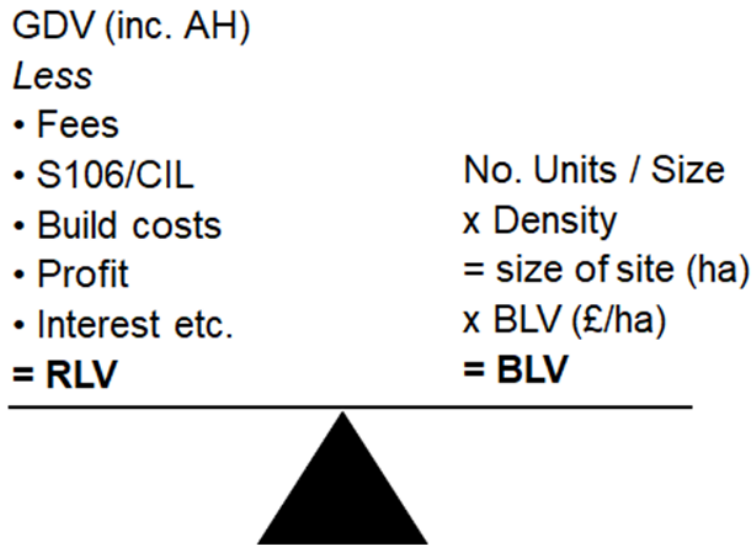 GDV (inc. AH)
Less
• Fees
• S106/CIL
• Build costs
• Profit
• Interest etc.
= RLV
No. Units / Size
x Density
= size of site (ha)
x BLV (£/ha)
= BLV